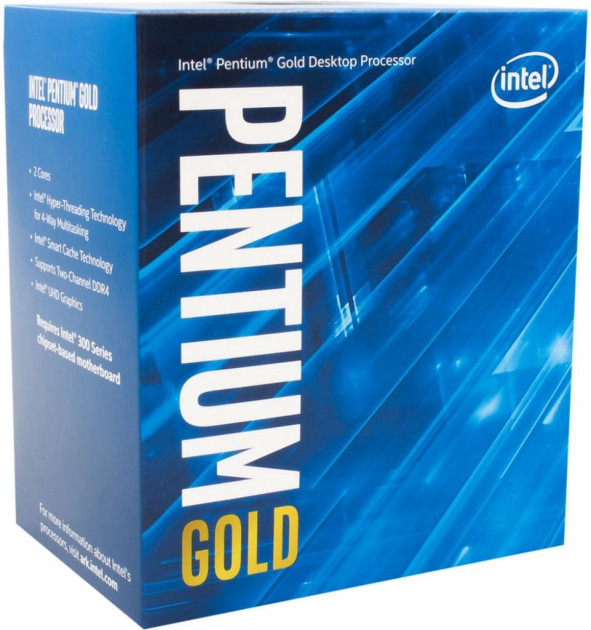 INTEL® PENTIUM® GOLD
PROCESSOR
• 2 Cores
• Intel® Hyper-Threading Technology
for 4-Way Multitasking
• Intel® Smart Cache Technology
• Supports Two-Channel DDR4
• Intel® UHD Graphics
Requires Intel® 300 Series
chipset-based motherboard
For more information about Intel's
processors, visit ark.intel.com
Intel® Pentium® Gold Desktop Processor
intel®
PENTIUM
GOLD